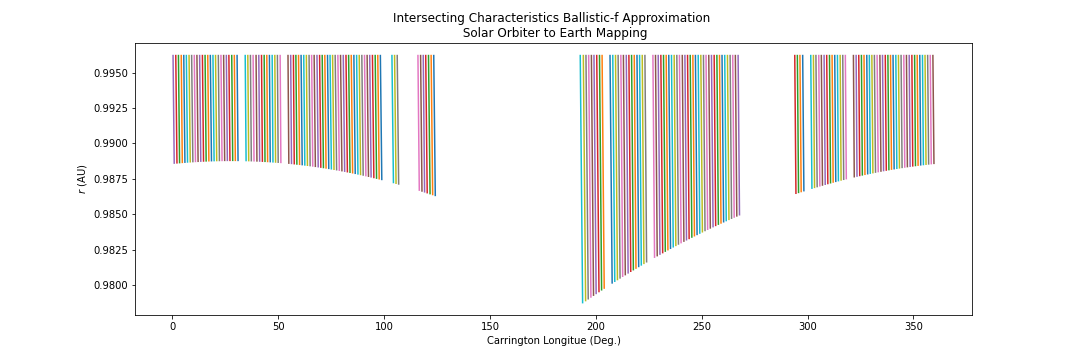 Intersecting Characteristics Ballistic-f Approximation
Solar Orbiter to Earth Mapping
0.9950
0.9925
0.9900
0.9875
0.9850
0.9825
0.9800
r (AU)
0 50 100 150 200 250 300 350
Carrington Longitue (Deg.)